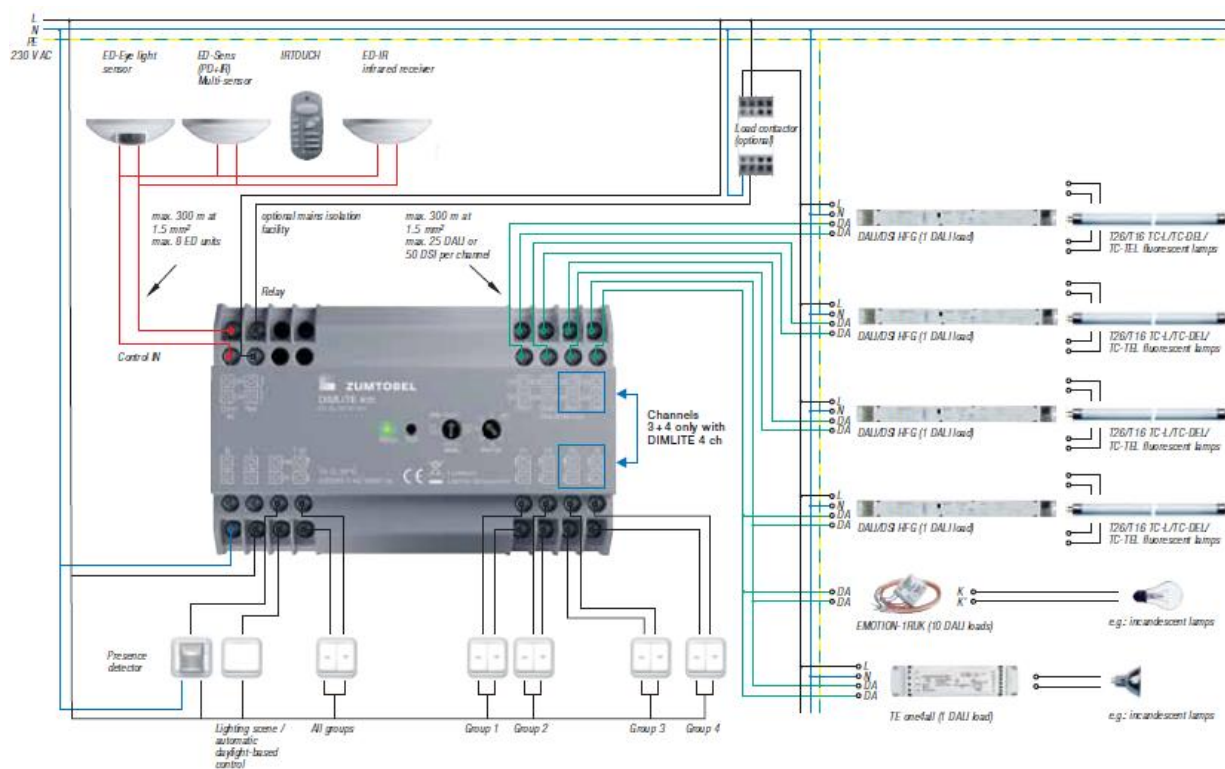 L
N
PE
230 V AC
ED-Eye light
sensor
ED-Sens
(PD+IR)
Multi-sensor
IRTOUCH
ED-IR
infrared receiver
Load contactor
(optional)
max. 300 m at
1.5 mm²
max. 8 ED units
optional mains isolation
facility
max. 300 m at
1.5 mm²
max. 25 DALI or
50 DSI per channel
Relay
Control IN
ZUMTOBEL
DIMLITE 4ch
Channels
3+4 only with
DIMLITE 4 ch
L
N
DA
DA
DALI/DSI HFG (1 DALI load)
T26/T16 TC-L/TC-DEL/
TC-TEL fluorescent lamps
L
N
DA
DA
DALI/DSI HFG (1 DALI load)
T26/T16 TC-L/TC-DEL/
TC-TEL fluorescent lamps
L
N
DA
DA
DALI/DSI HFG (1 DALI load)
T26/T16 TC-L/TC-DEL/
TC-TEL fluorescent lamps
L
N
DA
DA
DALI/DSI HFG (1 DALI load)
T26/T16 TC-L/TC-DEL/
TC-TEL fluorescent lamps
DA
DA
K
K'
EMOTION-1RUK (10 DALI loads)
e.g.: incandescent lamps
L
N
DA
DA
TE one4all (1 DALI load)
e.g.: incandescent lamps
Presence
detector
Lighting scene /
automatic
daylight-based
control
All groups
Group 1
Group 2
Group 3
Group 4